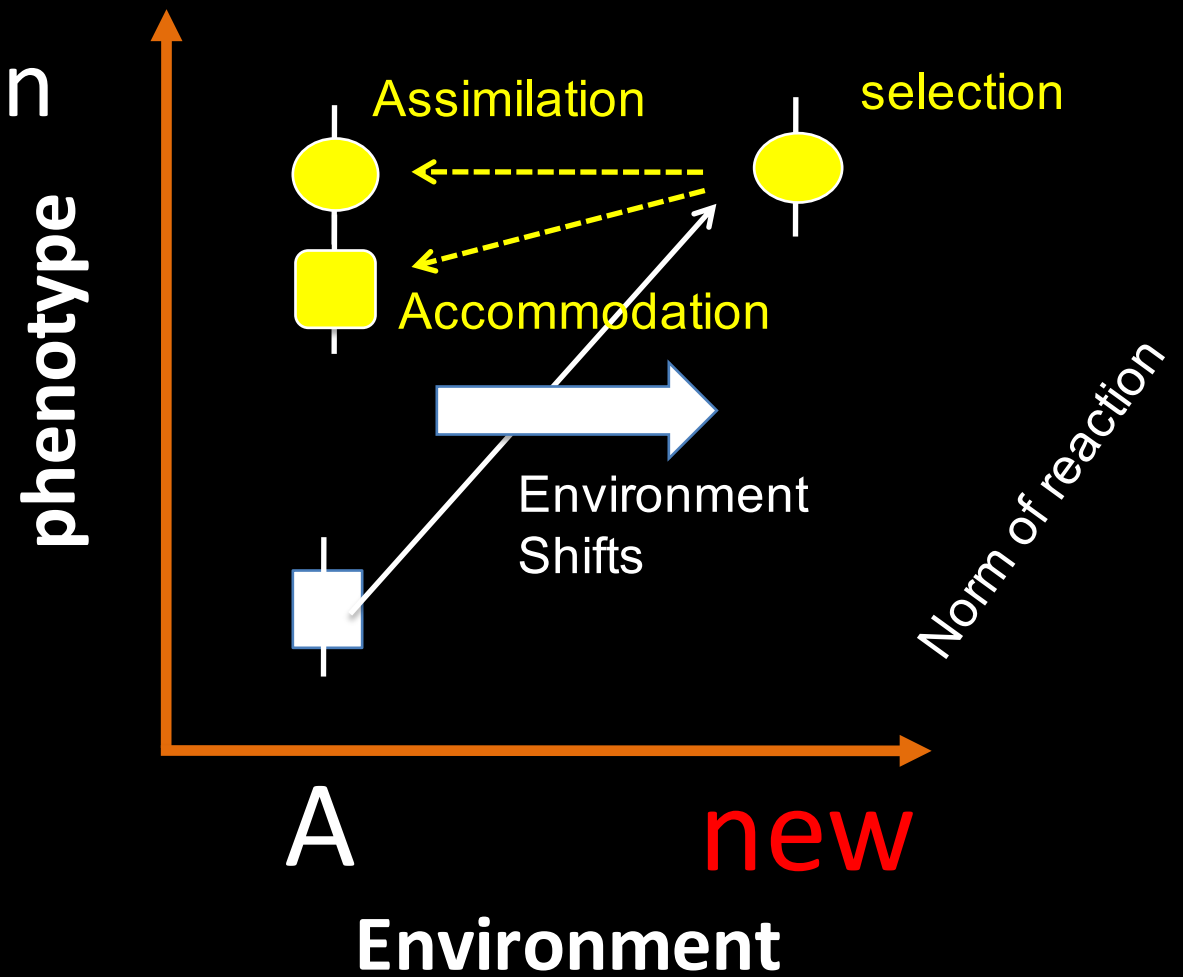 n
phenotype
Assimilation
selection
Accommodation
Environment
Shifts
Norm of reaction
A
new
Environment